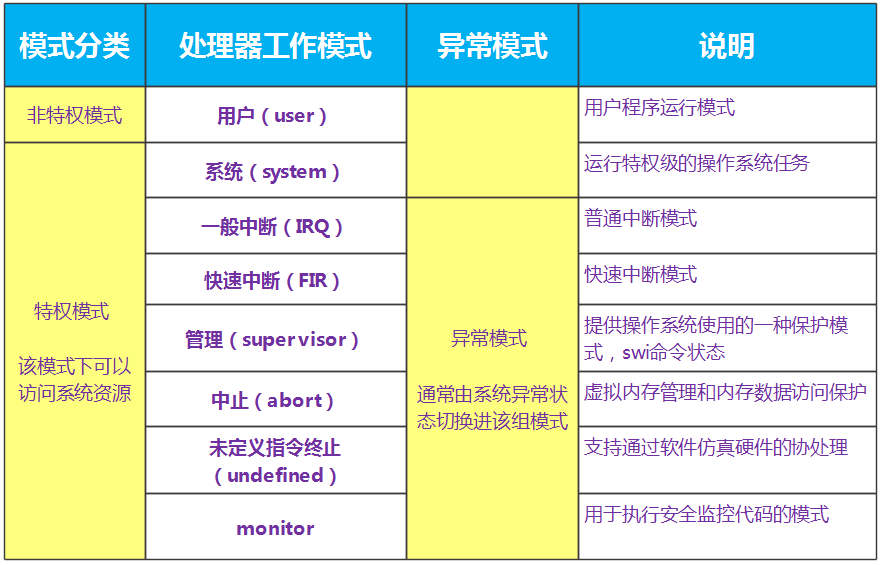 模式分类 处理器工作模式 异常模式 说明
非特权模式 用户（user） 用户程序运行模式
特权模式
该模式下可以
访问系统资源
系统（system） 运行特权级的操作系统任务
一般中断（IRQ）
异常模式
通常由系统异常状
态切换进该组模式
普通中断模式
快速中断（FIR） 快速中断模式
管理（supervisor） 提供操作系统使用的一种保护模
式，swi命令状态
中止（abort） 虚拟内存管理和内存数据访问保护
未定义指令终止
（undefined）
支持通过软件仿真硬件的协处理
monitor 用于执行安全监控代码的模式